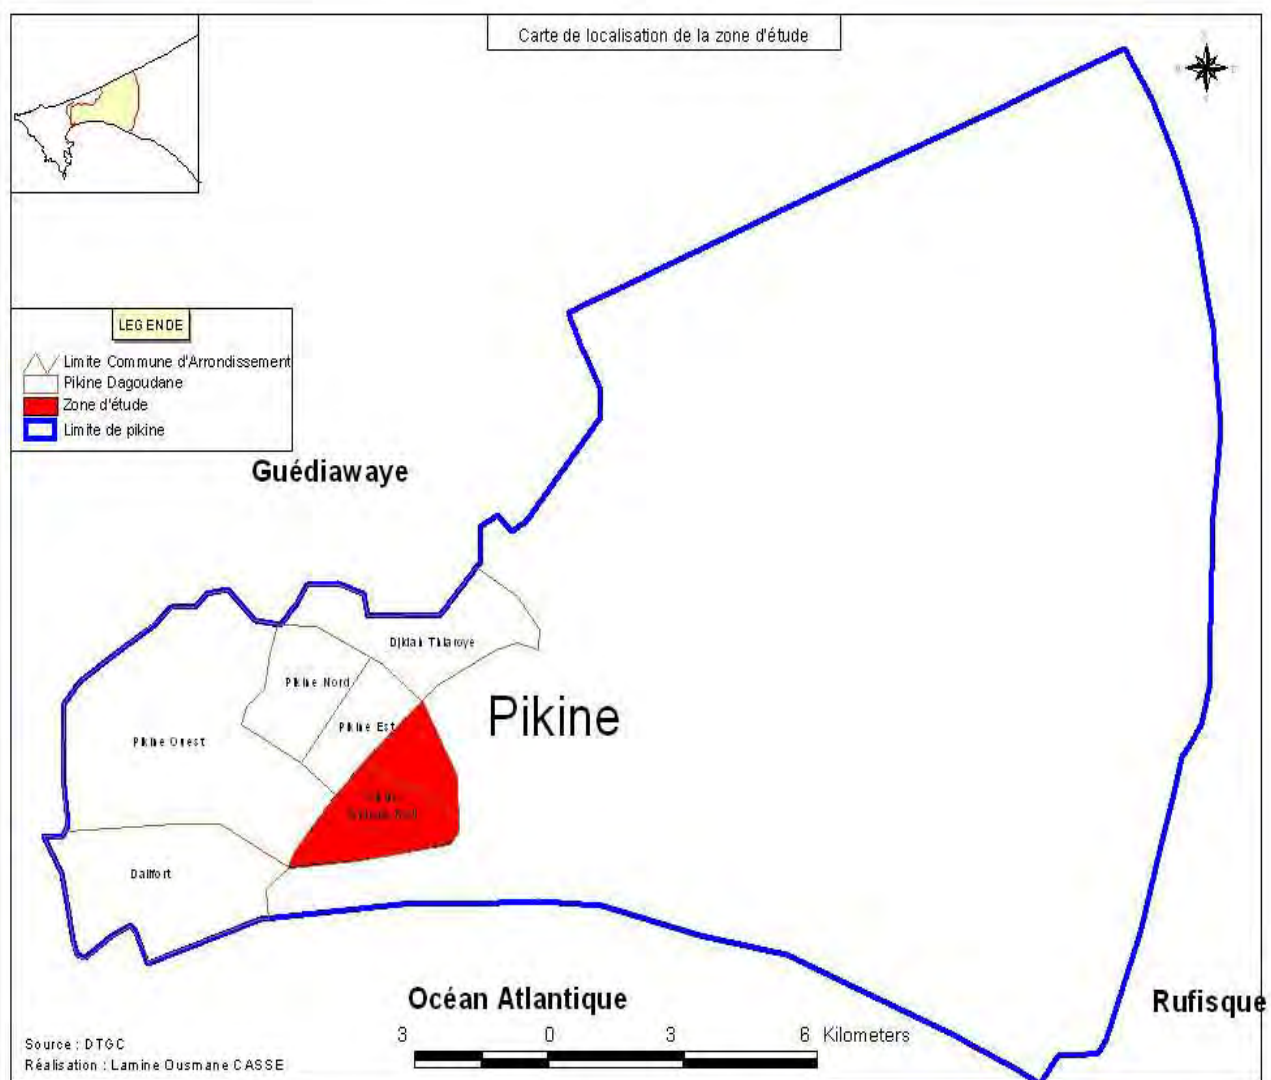 Carte de localisation de la zone d'étude
LEGENDE
Limite Commune d'Arrondissement
Pikine Dagoudane
Zone d'étude
Limite de pikine
Guédiawaye
Djidah Thiaroye
Pikine Nord
Pikine Est
Pikine Ouest
Pikine
Dalifort
Océan Atlantique
Rufisque
3 0 3 6 Kilometers
Source : DTGC
Réalisation : Lamine Ousmane CASSE